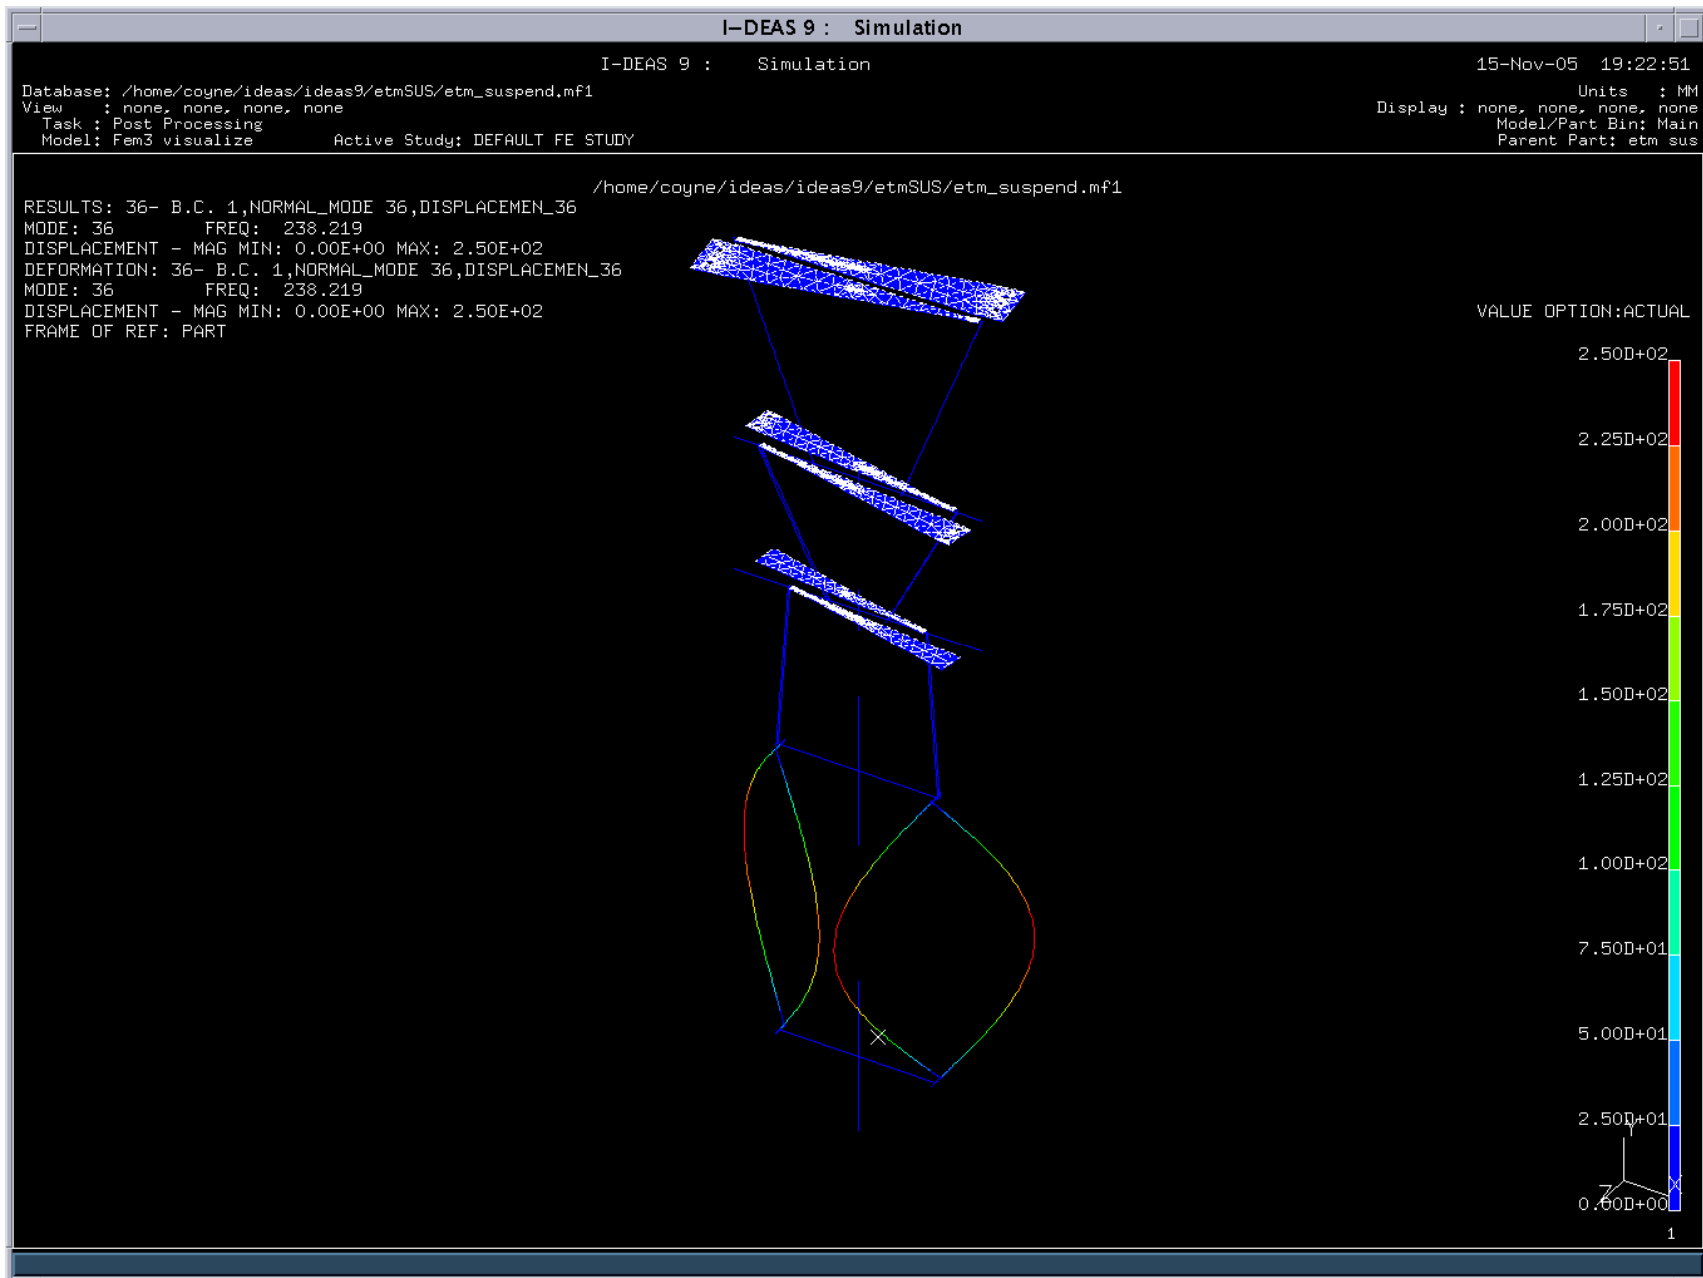 I-DEAS 9 :   Simulation
I-DEAS 9 :    Simulation
15-Nov-05  19:22:51
Database: /home/coyne/ideas/ideas9/etmSUS/etm_suspend.mf1
Units   : MM
View    : none, none, none, none
Display : none, none, none, none
Task : Post Processing
Model/Part Bin: Main
Model: Fem3 visualize       Active Study: DEFAULT FE STUDY
Parent Part: etm sus
/home/coyne/ideas/ideas9/etmSUS/etm_suspend.mf1
RESULTS: 36- B.C. 1,NORMAL_MODE 36,DISPLACEMEN_36
MODE: 36        FREQ:  238.219
DISPLACEMENT - MAG MIN: 0.00E+00 MAX: 2.50E+02
DEFORMATION: 36- B.C. 1,NORMAL_MODE 36,DISPLACEMEN_36
MODE: 36        FREQ:  238.219
DISPLACEMENT - MAG MIN: 0.00E+00 MAX: 2.50E+02
FRAME OF REF: PART
VALUE OPTION:ACTUAL
2.50D+02
2.25D+02
2.00D+02
1.75D+02
1.50D+02
1.25D+02
1.00D+02
7.50D+01
5.00D+01
2.50D+01
Y
X
Z
0.00D+00
1